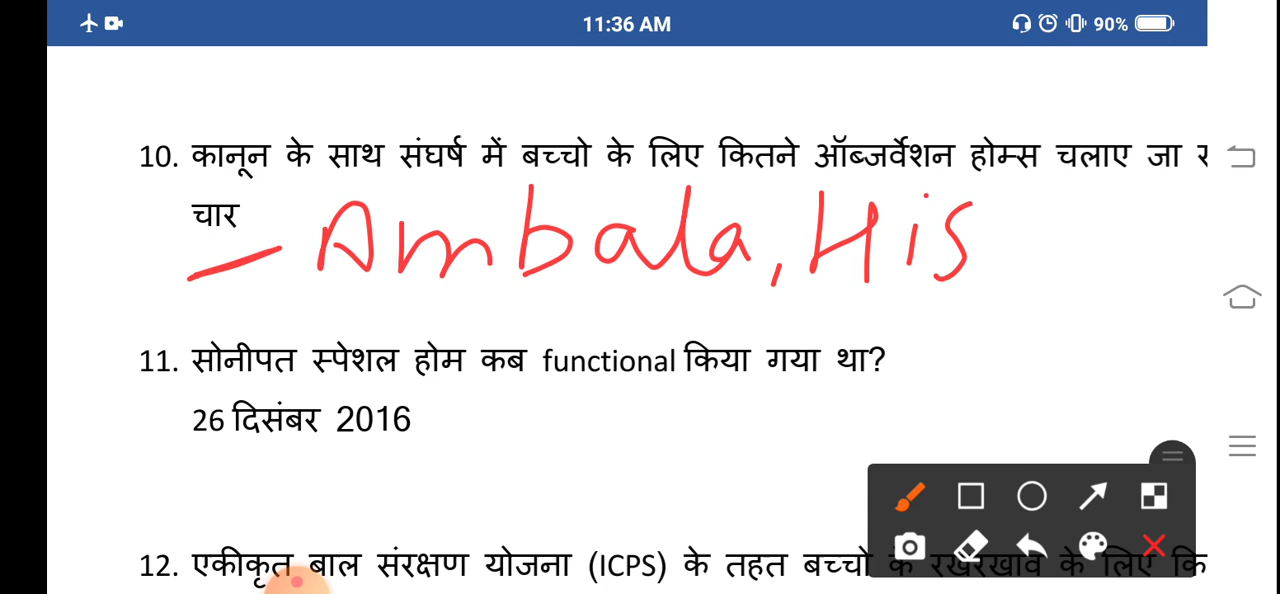 11:36 AM 90%
10. कानून के साथ संघर्ष में बच्चो के लिए कितने ऑब्जर्वेशन होम्स चलाए जा
चार
– Ambala, His
11. सोनीपत स्पेशल होम कब functional किया गया था?
26 दिसंबर 2016
12. एकीकृत बाल संरक्षण योजना (ICPS) के तहत बच्चो के रखरखाव के लिए कि